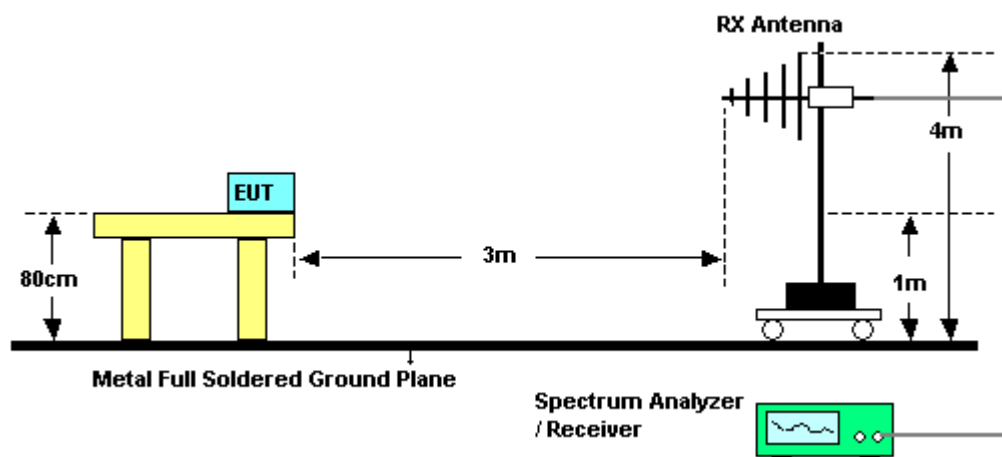 RX Antenna
4m
EUT
3m
80cm
1m
Metal Full Soldered Ground Plane
Spectrum Analyzer
/ Receiver